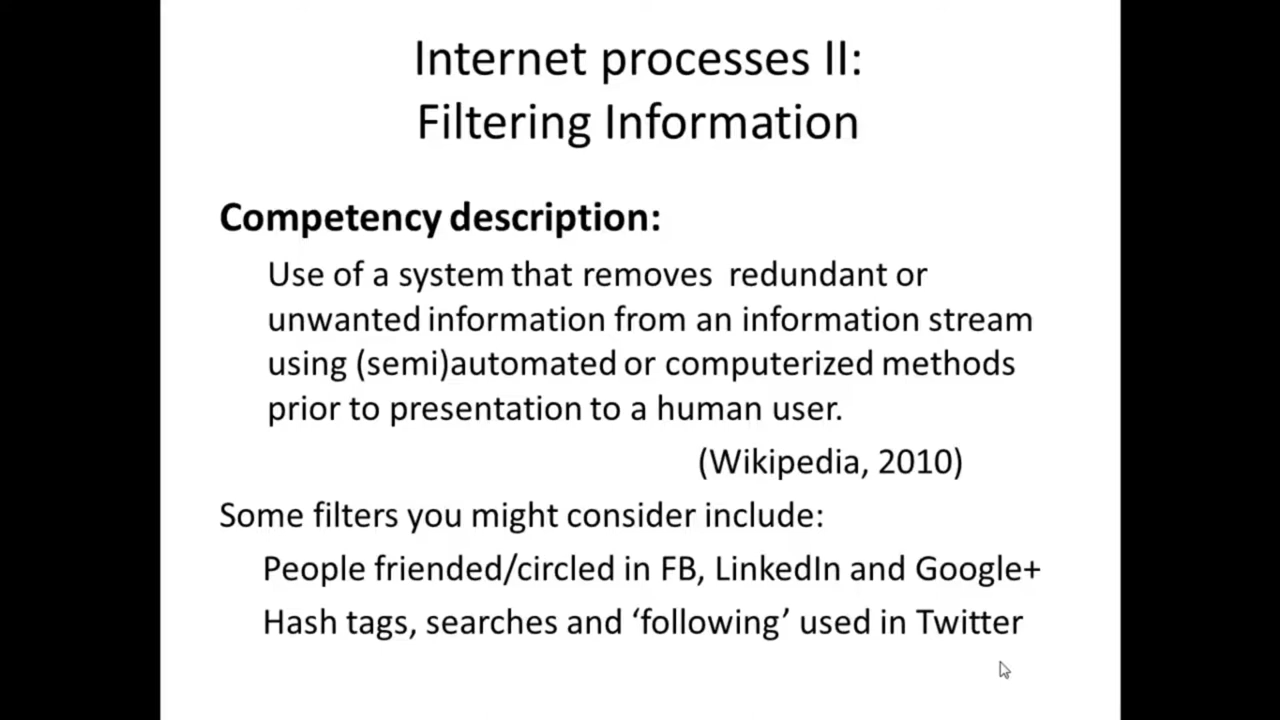 Internet processes II:
Filtering Information
Competency description:
Use of a system that removes redundant or
unwanted information from an information stream
using (semi)automated or computerized methods
prior to presentation to a human user.
(Wikipedia, 2010)
Some filters you might consider include:
People friended/circled in FB, LinkedIn and Google+
Hash tags, searches and ‘following’ used in Twitter